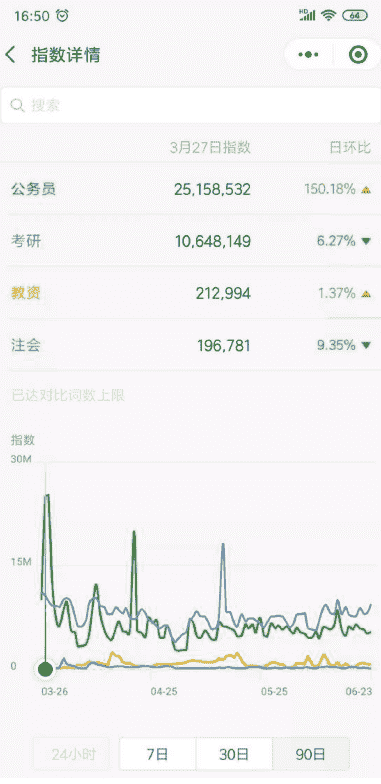 16:50 HD 64
指数详情
搜索
3月27日指数 日环比
公务员 25,158,532 150.18%
考研 10,648,149 6.27%
教资 212,994 1.37%
注会 196,781 9.35%
已达对比词数上限
指数
30M
15M
0
03-26 04-25 05-25 06-23
24小时 7日 30日 90日